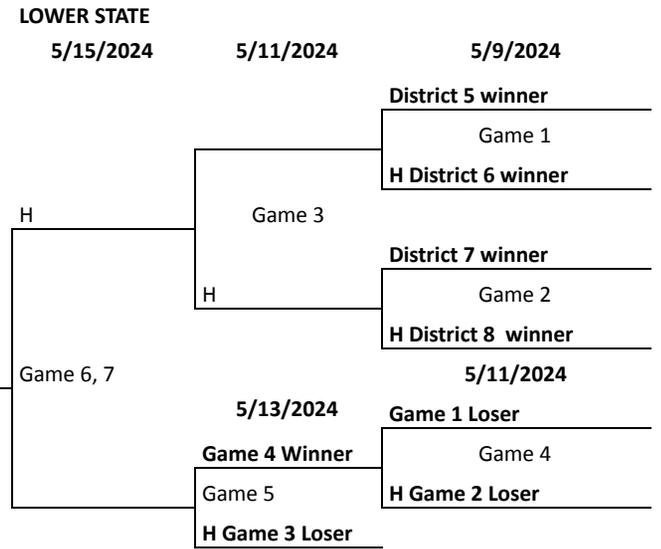 LOWER STATE
5/15/2024 5/11/2024 5/9/2024
District 5 winner
Game 1
H District 6 winner
H Game 3
District 7 winner
H Game 2
H District 8 winner
Game 6, 7 5/11/2024
5/13/2024 Game 1 Loser
Game 4 Winner Game 4
Game 5 H Game 2 Loser
H Game 3 Loser